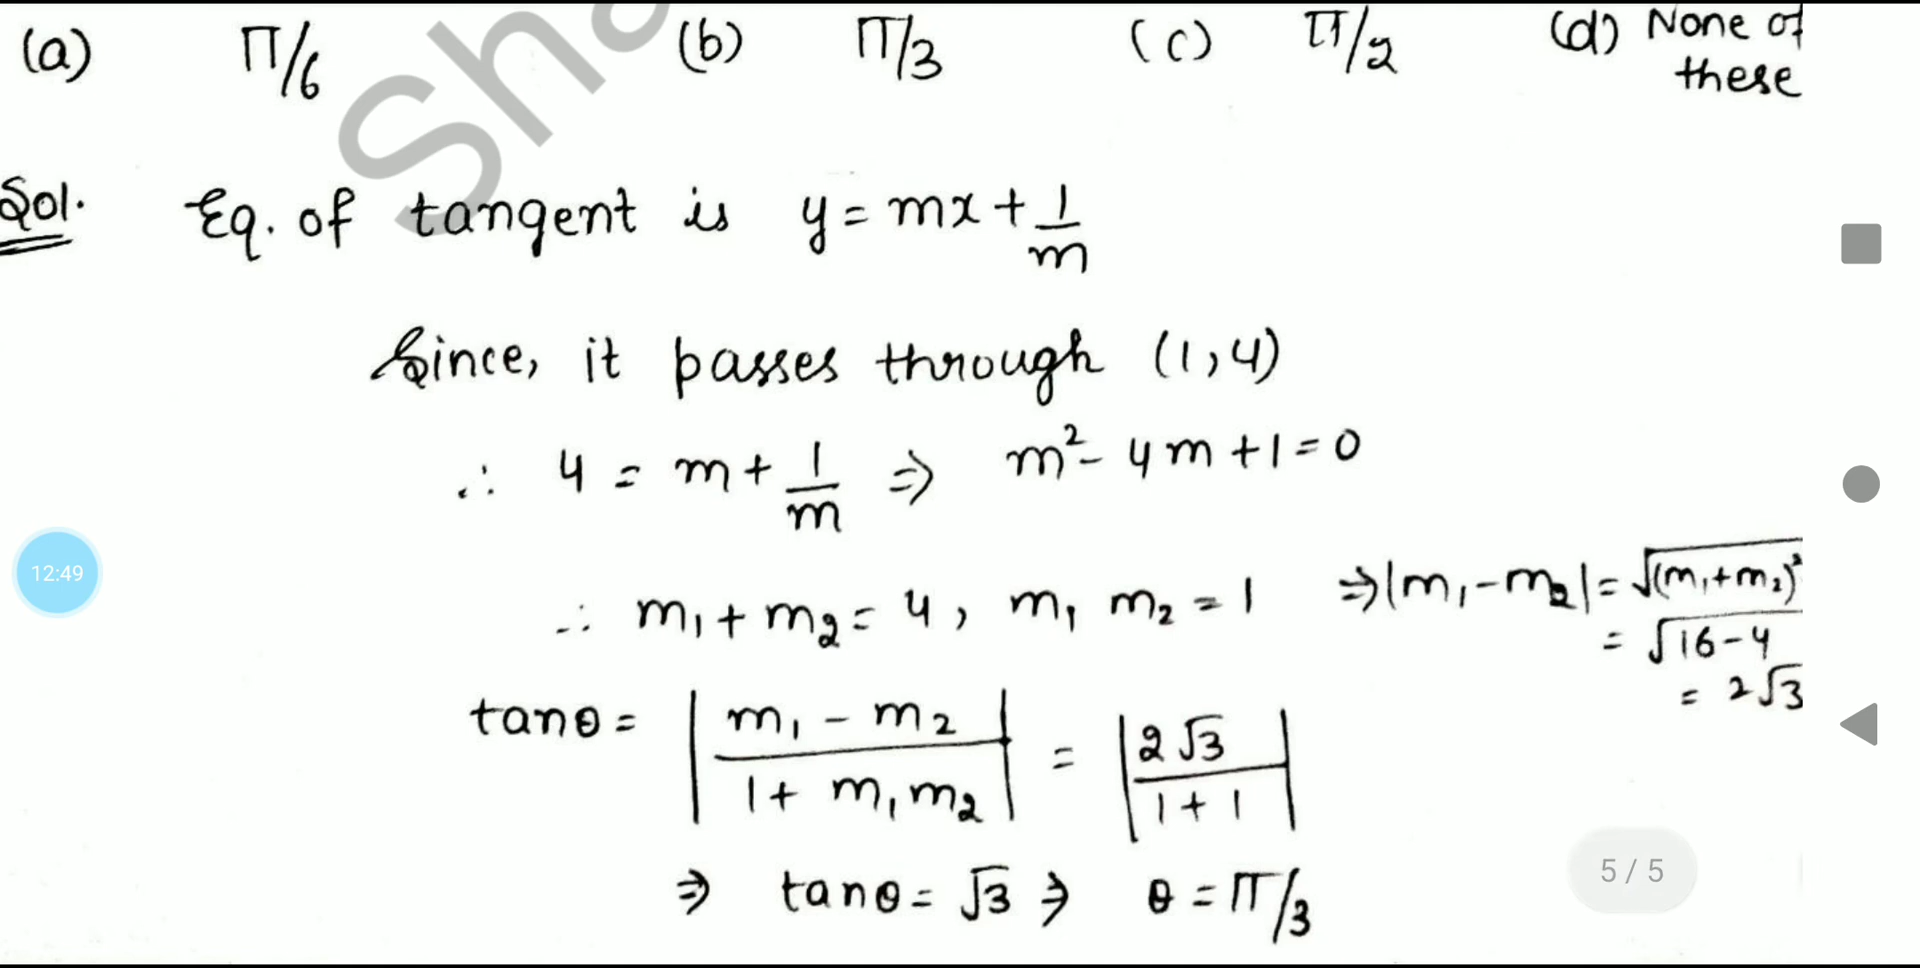 (a) π/6 (b) π/3 (c) π/2 (d) None of
these
Sha
Sol. Eq. of tangent is y = mx + 1/m
Since, it passes through (1,4)
∴ 4 = m + 1/m ⇒ m² - 4m + 1 = 0
12:49
∴ m₁ + m₂ = 4, m₁ m₂ = 1 ⇒ |m₁ - m₂| = √(m₁+m₂)²
= √16-4
= 2√3
tanθ = |m₁ - m₂ / 1 + m₁m₂| = |2√3 / 1+1|
5/5
⇒ tanθ = √3 ⇒ θ = π/3